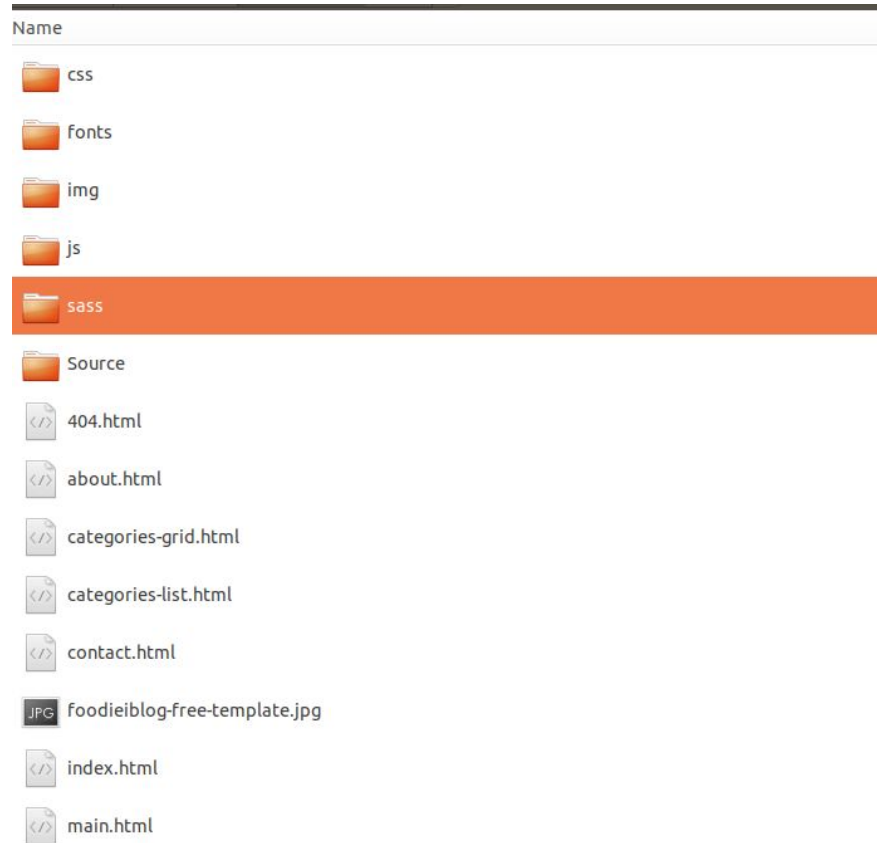 Name
css
fonts
img
js
sass
Source
</> 404.html
</> about.html
</> categories-grid.html
</> categories-list.html
</> contact.html
JPG foodieiblog-free-template.jpg
</> index.html
</> main.html